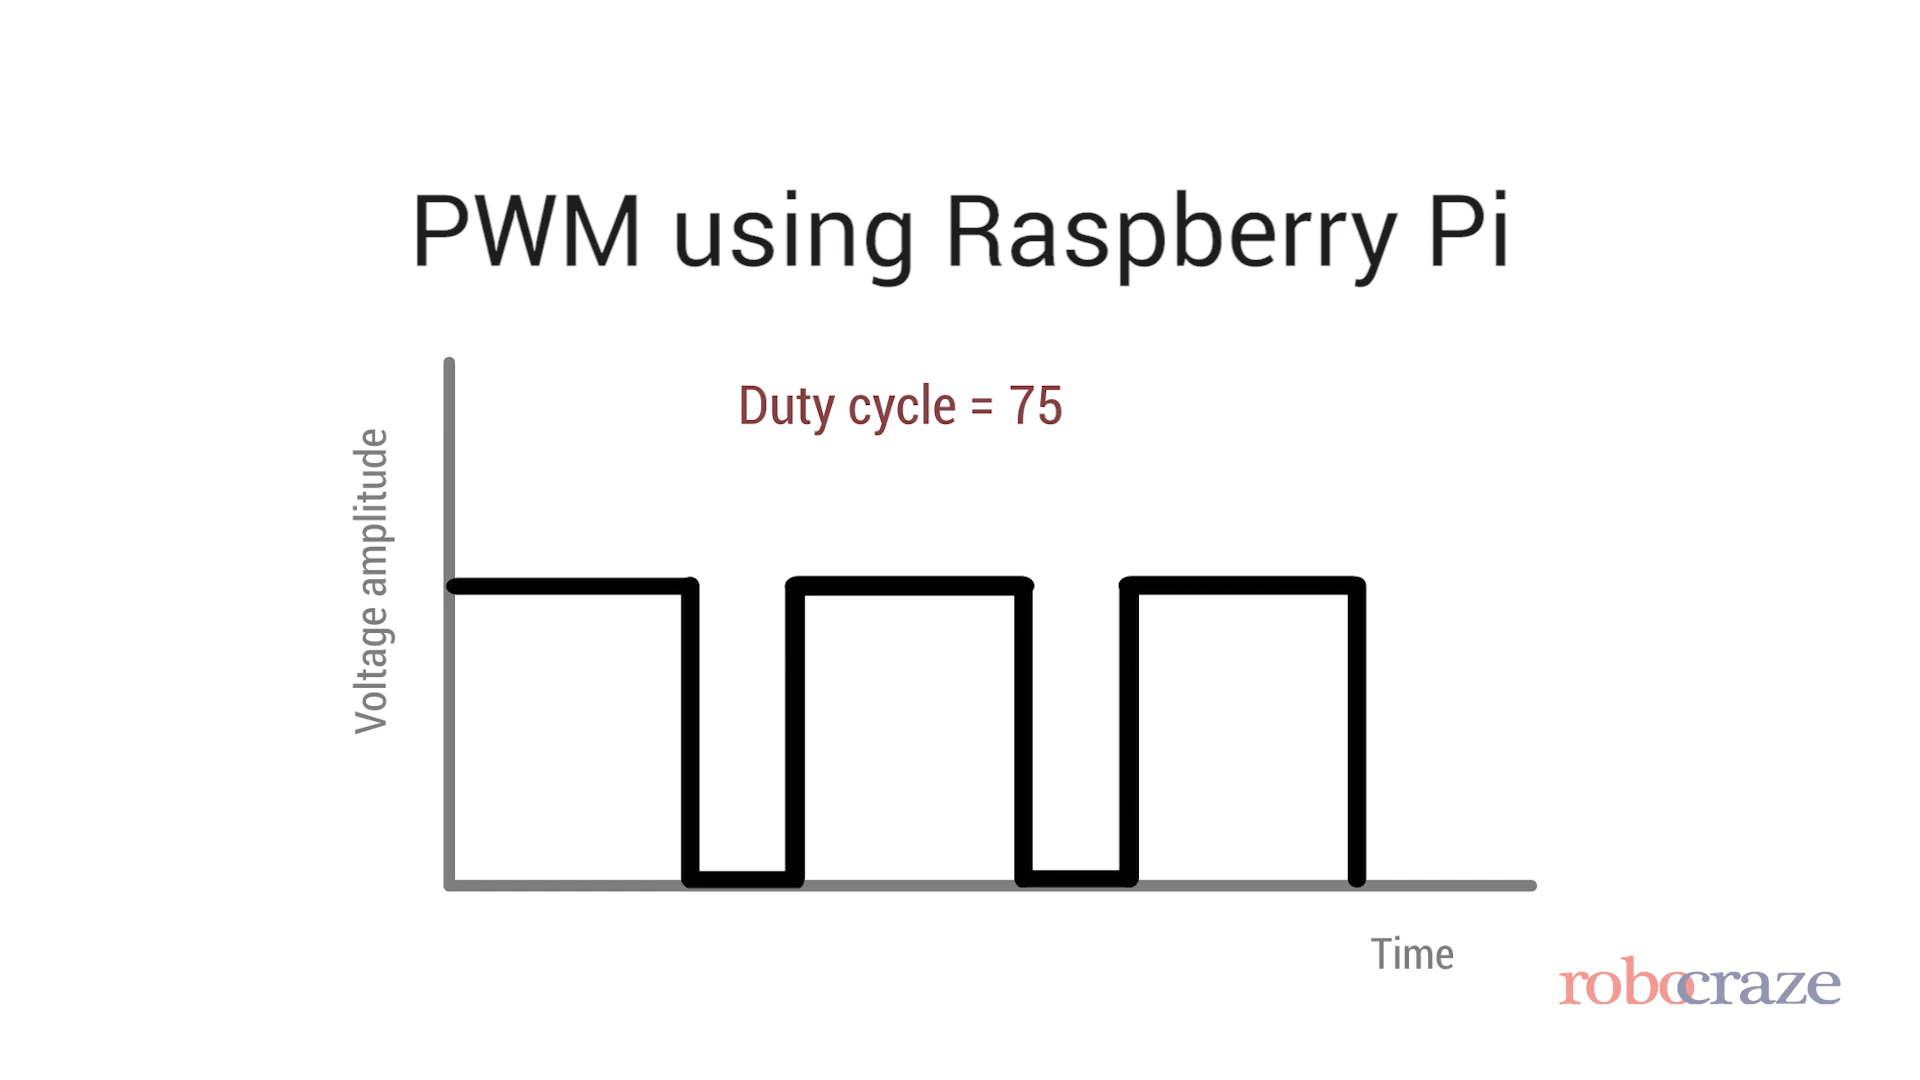 PWM using Raspberry Pi
Duty cycle = 75
Voltage amplitude
Time
robocraze